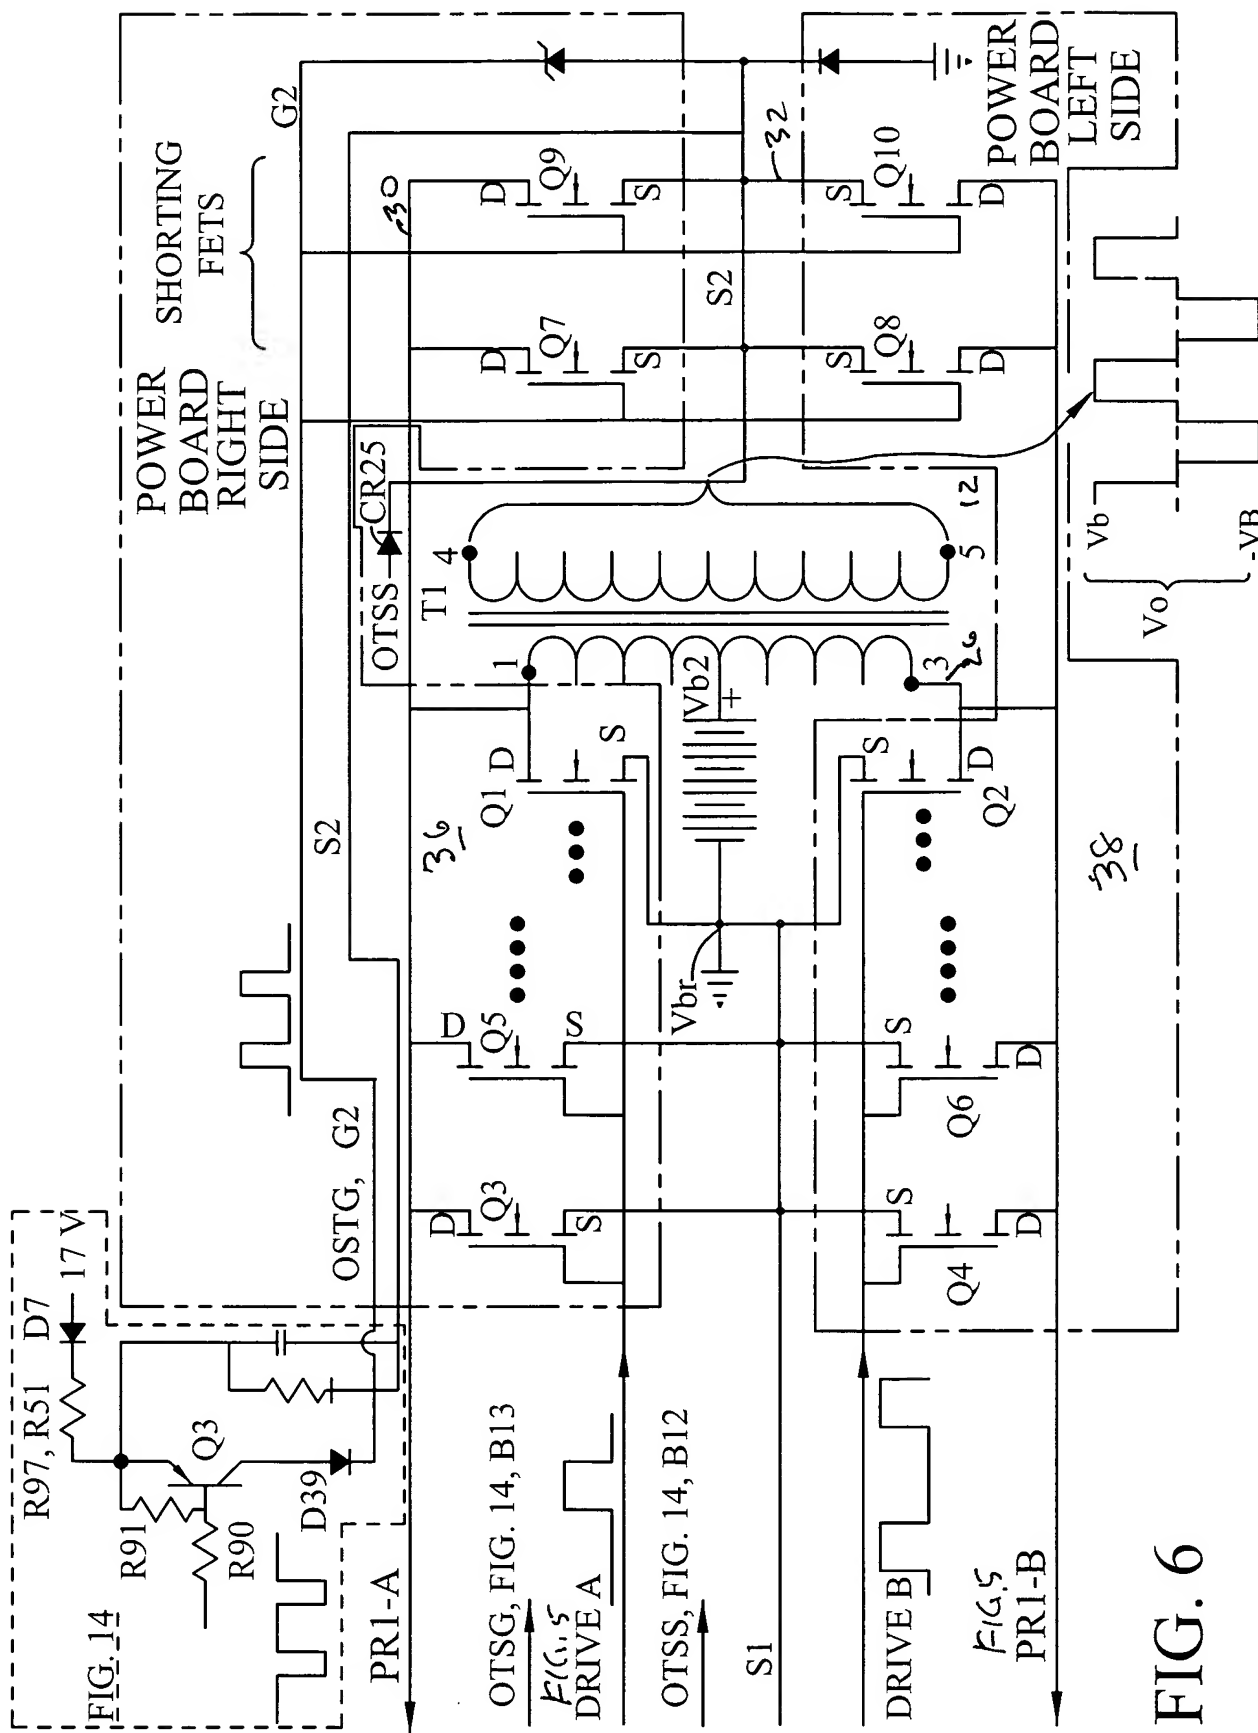 FIG. 14
R97, R51
D7
17 V
R91
Q3
R90
D39
OSTG, G2
S2
G2
SHORTING
FETS
POWER
BOARD
RIGHT
SIDE
S2
PR1-A
36
30
OTSS
CR25
D
Q3
S
D
Q5
S
Q1
D
S
1
T1
4
D
Q7
S
D
Q9
S
OTSG, FIG. 14, B13
FIG.5
DRIVE A
OTSS, FIG. 14, B12
S1
Vbr
Vb2
+
S2
32
DRIVE B
S
Q4
D
S
Q6
D
S
Q2
D
3
26
5
12
S
Q8
D
S
Q10
D
POWER
BOARD
LEFT
SIDE
FIG.5
PR1-B
38
Vo
Vb
-VB
FIG. 6